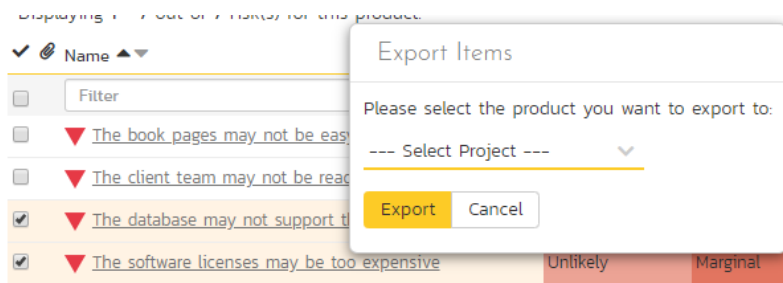 Displaying 1 - 7 out of 7 risk(s) for this product.
Name
Filter
The book pages may not be easy
The client team may not be
The database may not support
The software licenses may be too expensive
Unlikely
Marginal
Export Items
Please select the product you want to export to:
--- Select Project ---
Export
Cancel